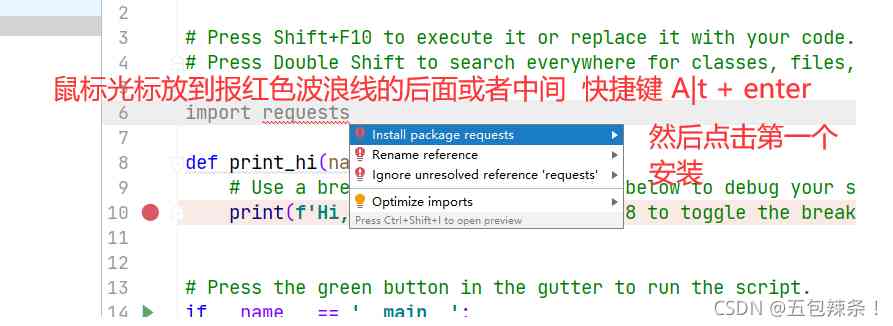 2
3 # Press Shift+F10 to execute it or replace it with your code.
4 # Press Double Shift to search everywhere for classes, files,
鼠标光标放到报红色波浪线的后面或者中间 快捷键 A|t + enter
6 import requests
Install package requests
然后点击第一个
安装
7
Rename reference
8 def print_hi(na
Ignore unresolved reference 'requests'
9 # Use a bre below to debug your s
Optimize imports
10 print(f'Hi, 8 to toggle the break
Press Ctrl+Shift+I to open preview
11
12
13 # Press the green button in the gutter to run the script.
14 if __name__ == '__main__':
CSDN @五包辣条！